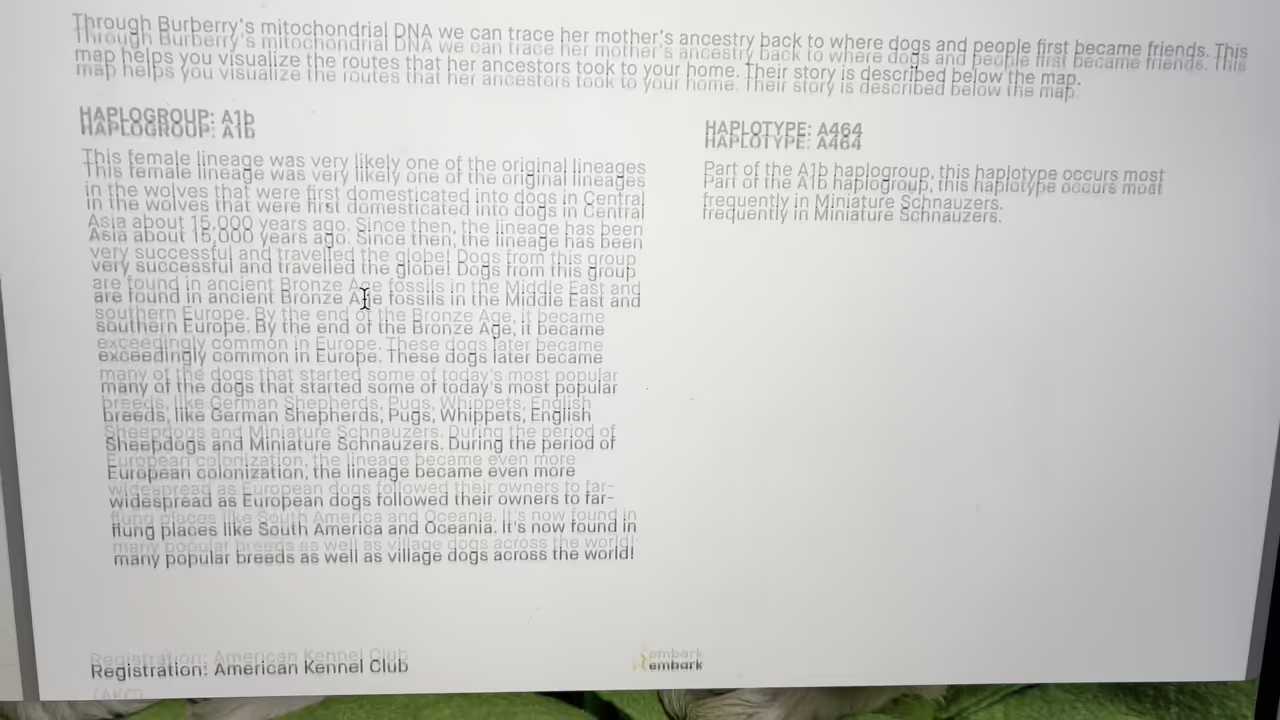 Through Burberry's mitochondrial DNA we can trace her mother's ancestry back to where dogs and people first became friends. This
map helps you visualize the routes that her ancestors took to your home. Their story is described below the map.
HAPLOGROUP: A1b
This female lineage was very likely one of the original lineages
in the wolves that were first domesticated into dogs in Central
Asia about 15,000 years ago. Since then, the lineage has been
very successful and travelled the globe! Dogs from this group
are found in ancient Bronze Age fossils in the Middle East and
southern Europe. By the end of the Bronze Age, it became
exceedingly common in Europe. These dogs later became
many of the dogs that started some of today's most popular
breeds, like German Shepherds, Pugs, Whippets, English
Sheepdogs and Miniature Schnauzers. During the period of
European colonization, the lineage became even more
widespread as European dogs followed their owners to far-
flung places like South America and Oceania. It's now found in
many popular breeds as well as village dogs across the world!
HAPLOTYPE: A464
Part of the A1b haplogroup, this haplotype occurs most
frequently in Miniature Schnauzers.
Registration: American Kennel Club
(AKC)
embark